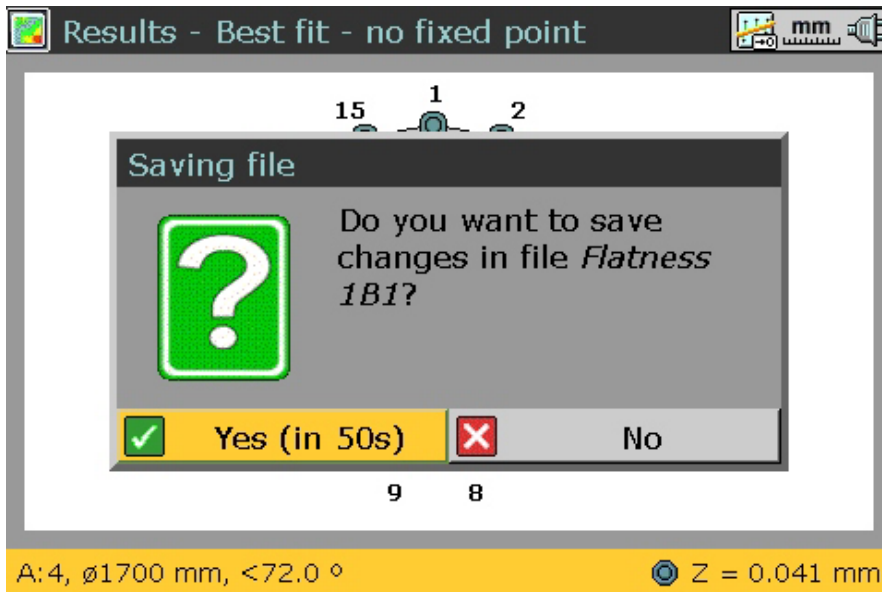 Results - Best fit - no fixed point
mm
15 1 2
Saving file
Do you want to save
changes in file Flatness
1B1?
Yes (in 50s) No
9 8
A:4, ø1700 mm, <72.0 º Z = 0.041 mm